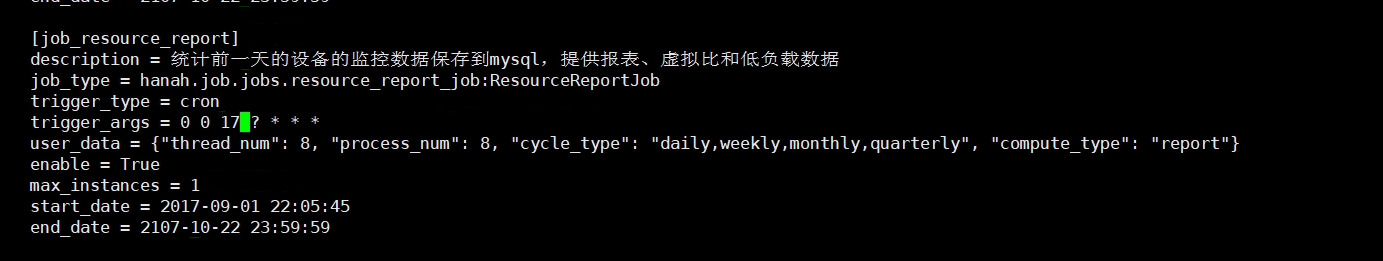 end_date = 2107-10-22 23:59:59
[job_resource_report]
description = 统计前一天的设备的监控数据保存到mysql，提供报表、虚拟比和低负载数据
job_type = hanah.job.jobs.resource_report_job:ResourceReportJob
trigger_type = cron
trigger_args = 0 0 17 ? * * *
user_data = {"thread_num": 8, "process_num": 8, "cycle_type": "daily,weekly,monthly,quarterly", "compute_type": "report"}
enable = True
max_instances = 1
start_date = 2017-09-01 22:05:45
end_date = 2107-10-22 23:59:59